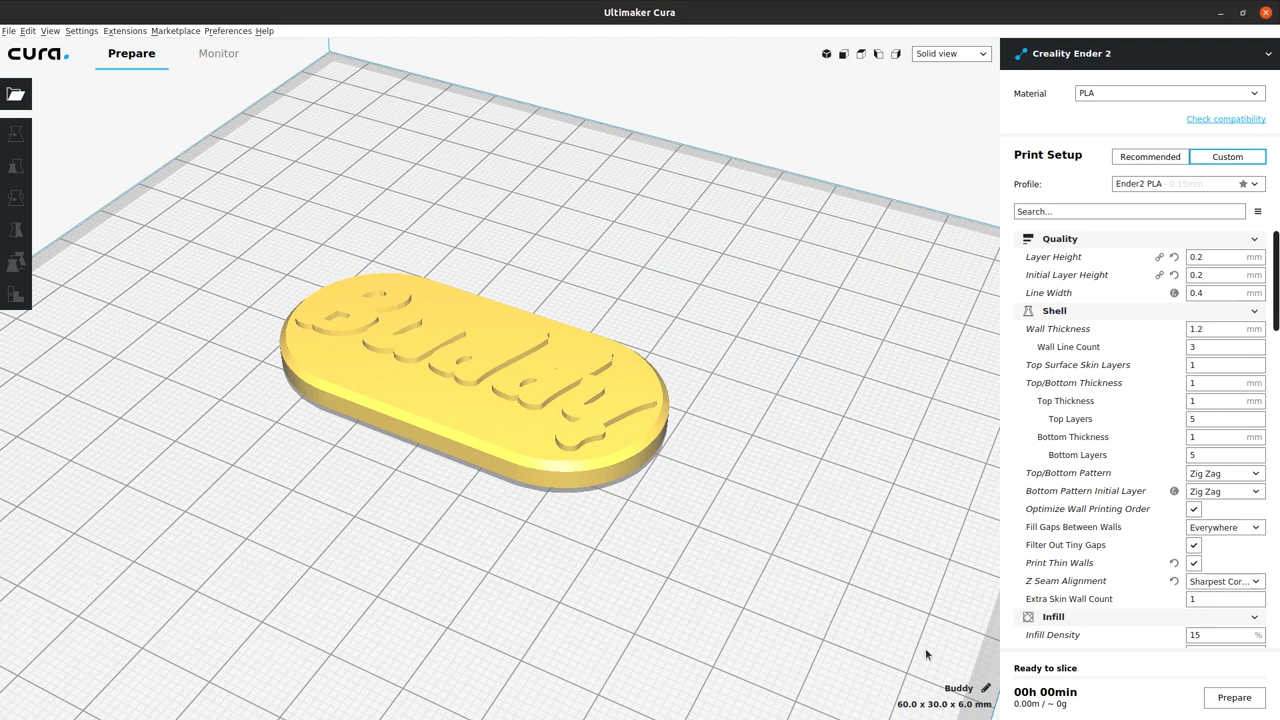 Ultimaker Cura
File Edit View Settings Extensions Marketplace Preferences Help
cura.
Prepare
Monitor
Solid view
Creality Ender 2
Material
PLA
Check compatibility
Print Setup
Recommended
Custom
Profile:
Ender2 PLA - 0.15mm
Search...
Quality
Layer Height 0.2 mm
Initial Layer Height 0.2 mm
Line Width 0.4 mm
Shell
Wall Thickness 1.2 mm
Wall Line Count 3
Top Surface Skin Layers 1
Top/Bottom Thickness 1 mm
Top Thickness 1 mm
Top Layers 5
Bottom Thickness 1 mm
Bottom Layers 5
Top/Bottom Pattern Zig Zag
Bottom Pattern Initial Layer Zig Zag
Optimize Wall Printing Order
Fill Gaps Between Walls Everywhere
Filter Out Tiny Gaps
Print Thin Walls
Z Seam Alignment Sharpest Cor...
Extra Skin Wall Count 1
Infill
Infill Density 15 %
Ready to slice
00h 00min
0.00m / ~ 0g
Prepare
Buddy
Buddy
60.0 x 30.0 x 6.0 mm